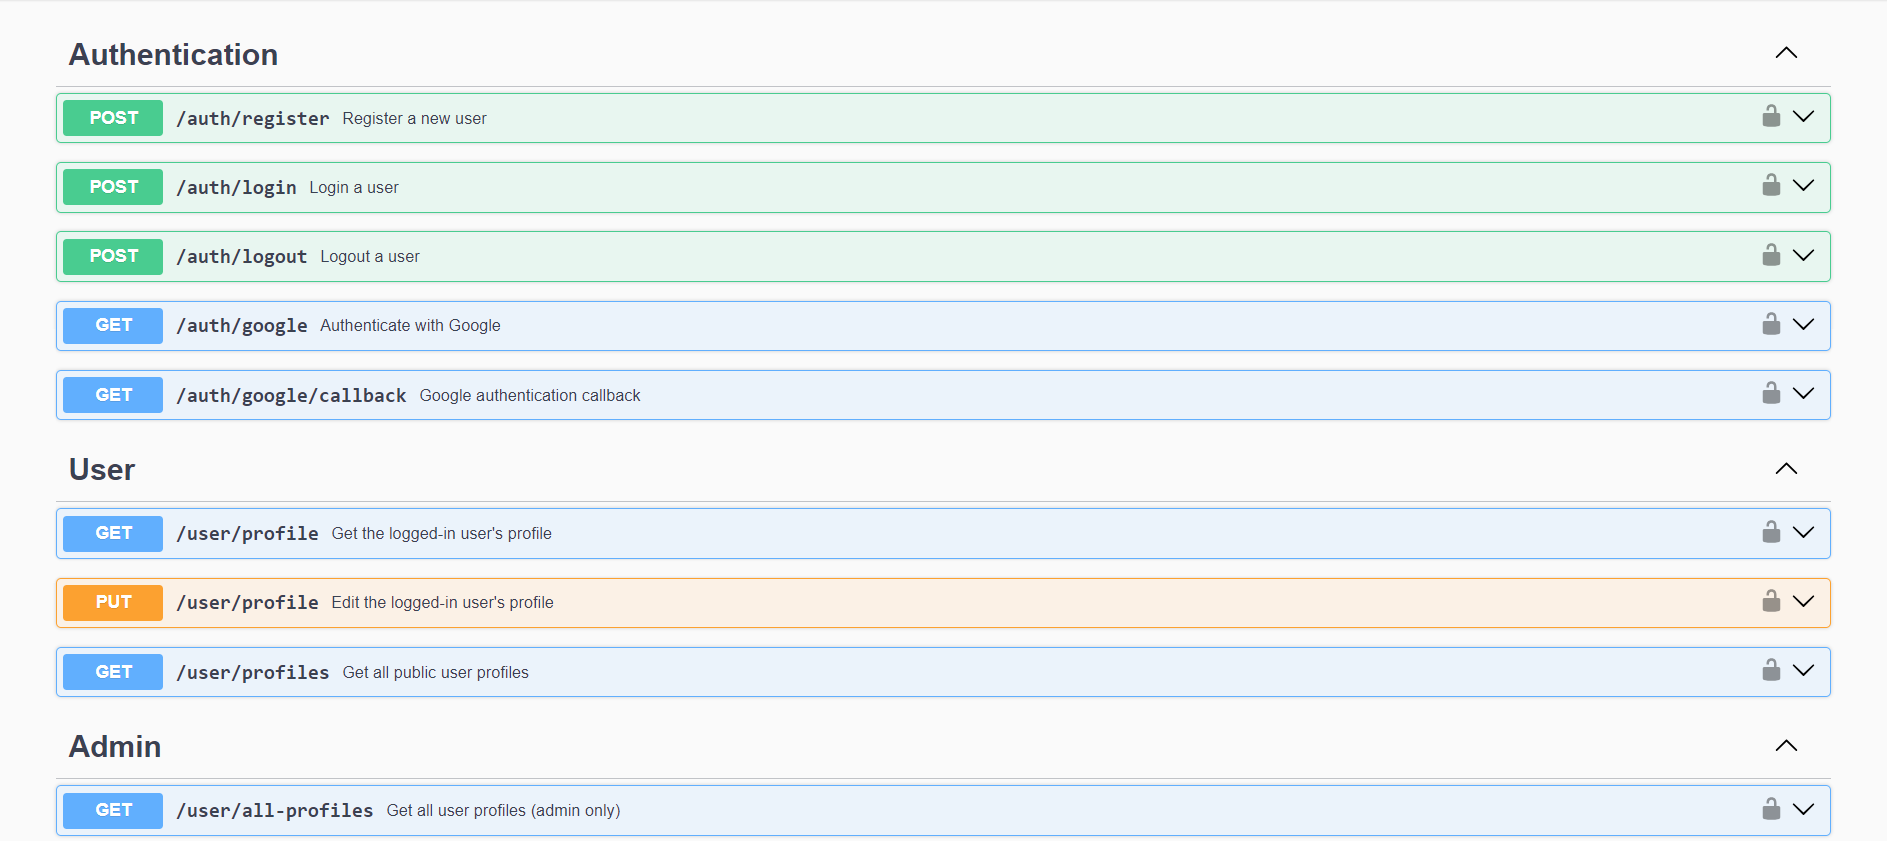 Authentication
POST /auth/register Register a new user
POST /auth/login Login a user
POST /auth/logout Logout a user
GET /auth/google Authenticate with Google
GET /auth/google/callback Google authentication callback
User
GET /user/profile Get the logged-in user's profile
PUT /user/profile Edit the logged-in user's profile
GET /user/profiles Get all public user profiles
Admin
GET /user/all-profiles Get all user profiles (admin only)